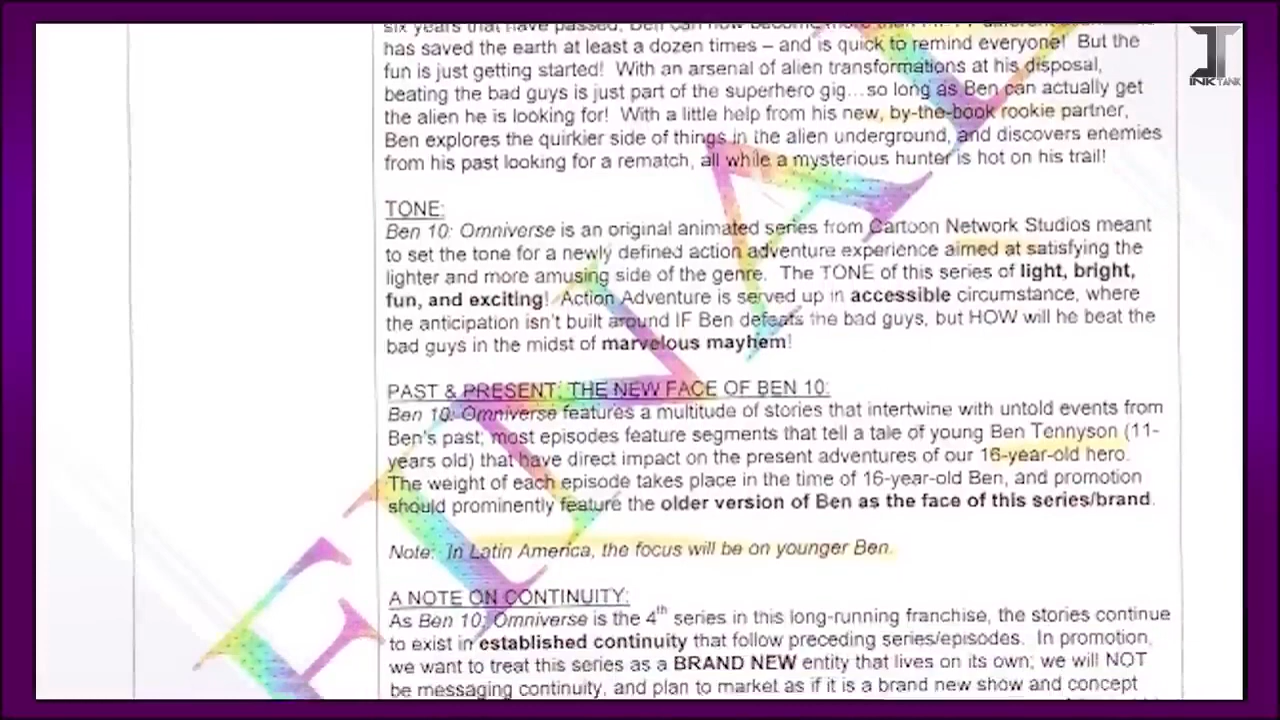 six years that have passed, Ben can now become more than
has saved the earth at least a dozen times – and is quick to remind everyone! But the
fun is just getting started! With an arsenal of alien transformations at his disposal,
beating the bad guys is just part of the superhero gig…so long as Ben can actually get
the alien he is looking for! With a little help from his new, by-the-book rookie partner,
Ben explores the quirkier side of things in the alien underground, and discovers enemies
from his past looking for a rematch, all while a mysterious hunter is hot on his trail!
TONE:
Ben 10: Omniverse is an original animated series from Cartoon Network Studios meant
to set the tone for a newly defined action adventure experience aimed at satisfying the
lighter and more amusing side of the genre. The TONE of this series of light, bright,
fun, and exciting! Action Adventure is served up in accessible circumstance, where
the anticipation isn't built around IF Ben defeats the bad guys, but HOW will he beat the
bad guys in the midst of marvelous mayhem!
PAST & PRESENT: THE NEW FACE OF BEN 10:
Ben 10: Omniverse features a multitude of stories that intertwine with untold events from
Ben's past; most episodes feature segments that tell a tale of young Ben Tennyson (11-
years old) that have direct impact on the present adventures of our 16-year-old hero.
The weight of each episode takes place in the time of 16-year-old Ben, and promotion
should prominently feature the older version of Ben as the face of this series/brand.
Note: In Latin America, the focus will be on younger Ben.
A NOTE ON CONTINUITY:
As Ben 10: Omniverse is the 4th series in this long-running franchise, the stories continue
to exist in established continuity that follow preceding series/episodes. In promotion,
we want to treat this series as a BRAND NEW entity that lives on its own; we will NOT
be messaging continuity, and plan to market as if it is a brand new show and concept
FINAL
INKTANK